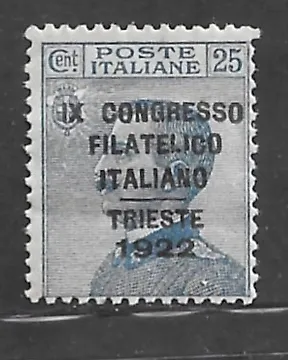 POSTE
Cent. ITALIANE 25
IX CONGRESSO
FILATELICO
ITALIANO
TRIESTE
1922